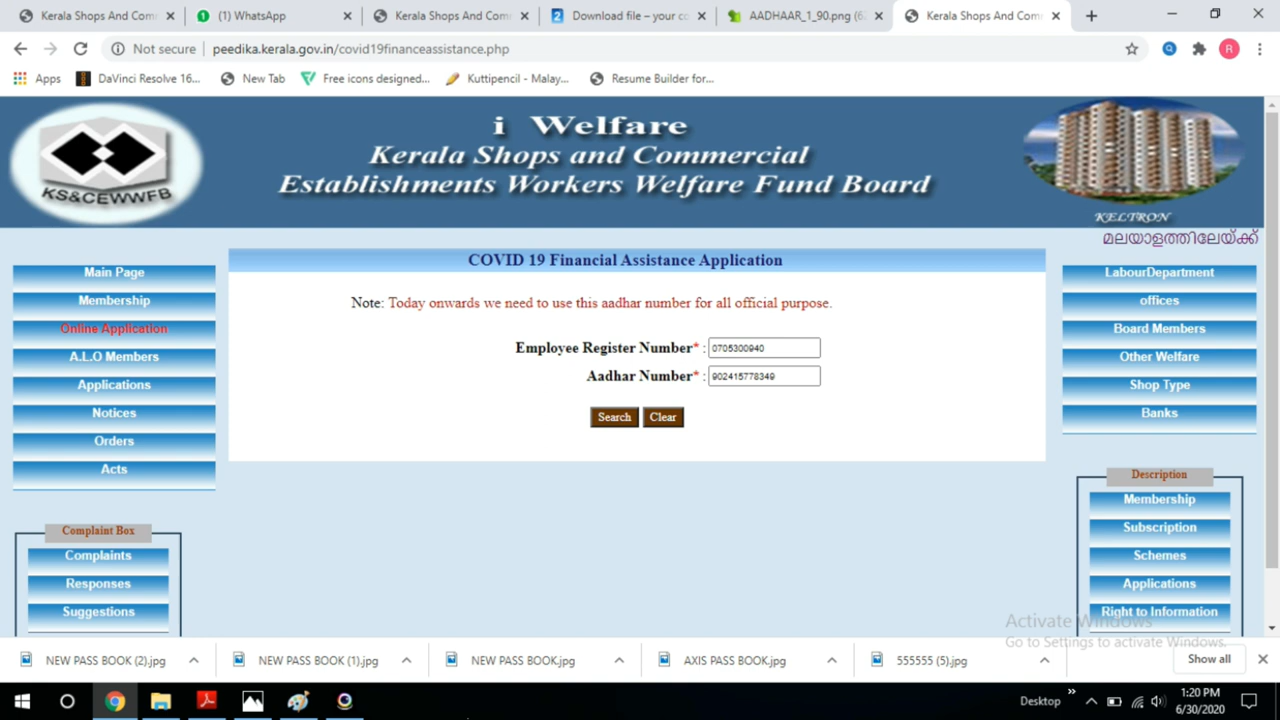 Kerala Shops And Com
(1) WhatsApp
Kerala Shops And Com
Download file – your co
AADHAAR_1_90.png (6
Kerala Shops And Com
Not secure
peedika.kerala.gov.in/covid19financeassistance.php
R
Apps
DaVinci Resolve 16...
New Tab
Free icons designed...
Kuttipencil - Malay...
Resume Builder for...
i Welfare
Kerala Shops and Commercial
Establishments Workers Welfare Fund Board
KS&CEWWFB
KELTRON
മലയാളത്തിലേയ്ക്ക്
Main Page
Membership
Online Application
A.L.O Members
Applications
Notices
Orders
Acts
Complaint Box
Complaints
Responses
Suggestions
COVID 19 Financial Assistance Application
Note: Today onwards we need to use this aadhar number for all official purpose.
Employee Register Number* : 0705300940
Aadhar Number* : 902415778349
Search Clear
LabourDepartment
offices
Board Members
Other Welfare
Shop Type
Banks
Description
Membership
Subscription
Schemes
Applications
Right to Information
Activate Windows
Go to Settings to activate Windows.
NEW PASS BOOK (2).jpg
NEW PASS BOOK (1).jpg
NEW PASS BOOK.jpg
AXIS PASS BOOK.jpg
555555 (5).jpg
Show all
Desktop
1:20 PM
6/30/2020